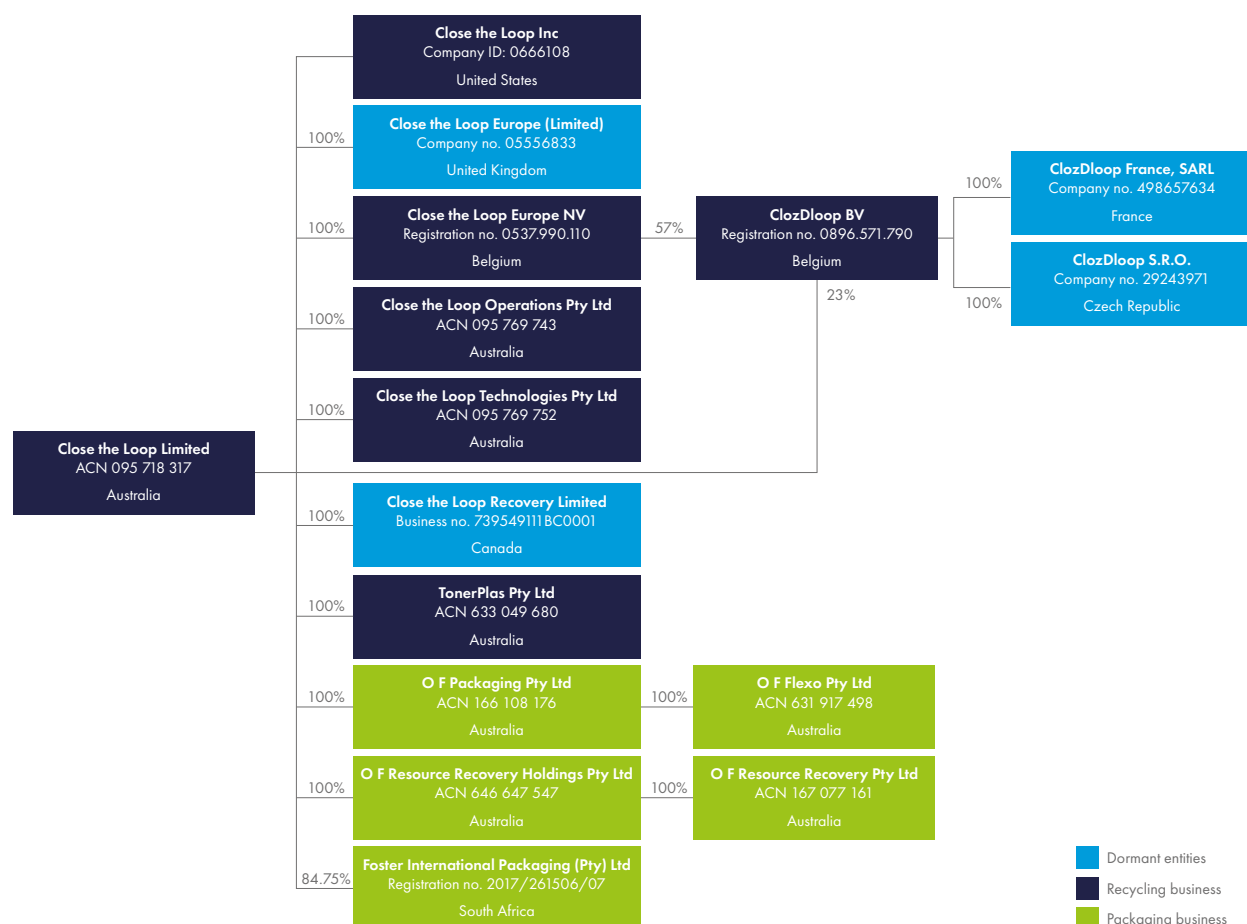 Close the Loop Inc
Company ID: 0666108
United States
100%
Close the Loop Europe (Limited)
Company no. 05556833
United Kingdom
100%
Close the Loop Europe NV
Registration no. 0537.990.110
Belgium
57%
ClozDloop BV
Registration no. 0896.571.790
Belgium
23%
100%
ClozDloop France, SARL
Company no. 498657634
France
100%
ClozDloop S.R.O.
Company no. 29243971
Czech Republic
100%
Close the Loop Operations Pty Ltd
ACN 095 769 743
Australia
100%
Close the Loop Technologies Pty Ltd
ACN 095 769 752
Australia
Close the Loop Limited
ACN 095 718 317
Australia
100%
Close the Loop Recovery Limited
Business no. 739549111BC0001
Canada
100%
TonerPlas Pty Ltd
ACN 633 049 680
Australia
100%
O F Packaging Pty Ltd
ACN 166 108 176
Australia
100%
O F Flexo Pty Ltd
ACN 631 917 498
Australia
100%
O F Resource Recovery Holdings Pty Ltd
ACN 646 647 547
Australia
100%
O F Resource Recovery Pty Ltd
ACN 167 077 161
Australia
84.75%
Foster International Packaging (Pty) Ltd
Registration no. 2017/261506/07
South Africa
Dormant entities
Recycling business
Packaging business